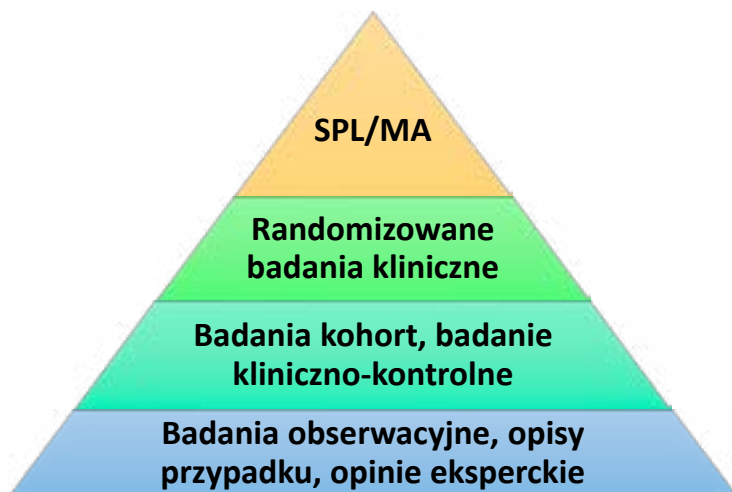 SPL/MA
Randomizowane
badania kliniczne
Badania kohort, badanie
kliniczno-kontrolne
Badania obserwacyjne, opisy
przypadku, opinie eksperckie